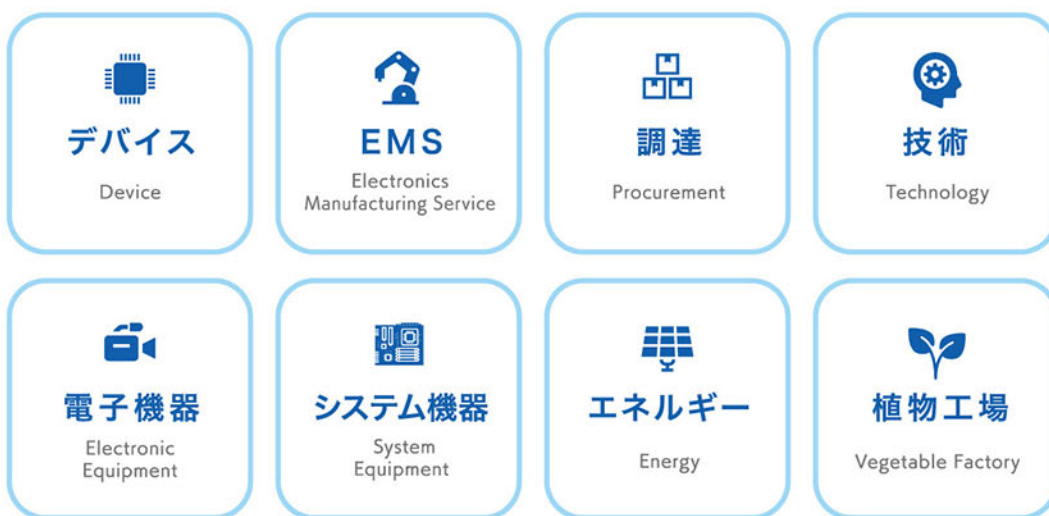 デバイス
Device
EMS
Electronics
Manufacturing Service
調達
Procurement
技術
Technology
電子機器
Electronic
Equipment
システム機器
System
Equipment
エネルギー
Energy
植物工場
Vegetable Factory